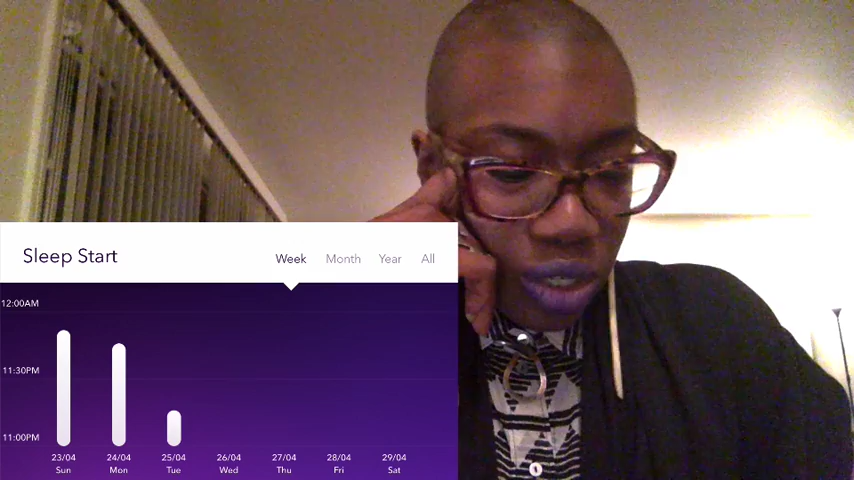 Sleep Start
Week Month Year All
12:00AM
11:30PM
11:00PM
23/04 24/04 25/04 26/04 27/04 28/04 29/04
Sun Mon Tue Wed Thu Fri Sat